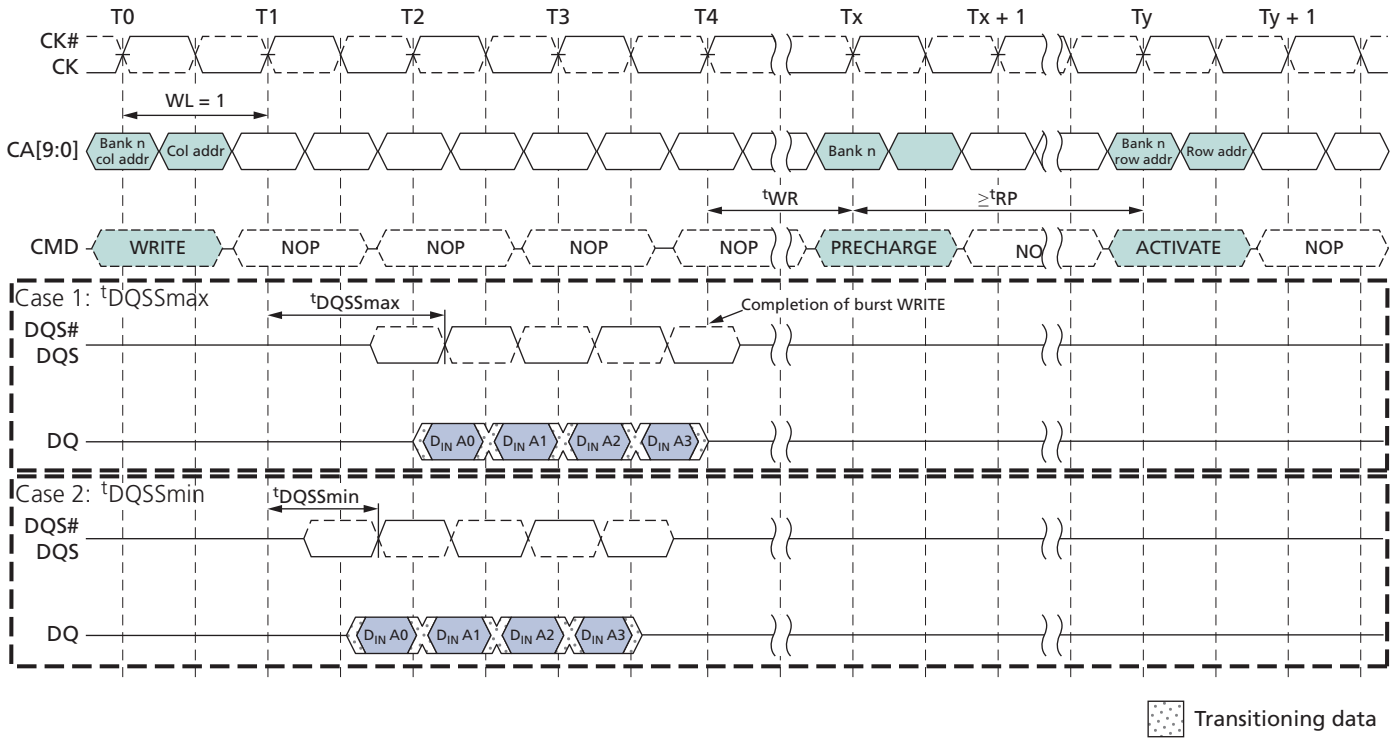 T0 T1 T2 T3 T4 Tx Tx + 1 Ty Ty + 1
CK#
CK
WL = 1
CA[9:0]
Bank n
col addr
Col addr
Bank n
Bank n
row addr
Row addr
tWR
≥tRP
CMD WRITE NOP NOP NOP NOP PRECHARGE NO ACTIVATE NOP
Case 1: tDQSSmax
tDQSSmax
Completion of burst WRITE
DQS#
DQS
DQ DIN A0 DIN A1 DIN A2 DIN A3
Case 2: tDQSSmin
tDQSSmin
DQS#
DQS
DQ DIN A0 DIN A1 DIN A2 DIN A3
Transitioning data